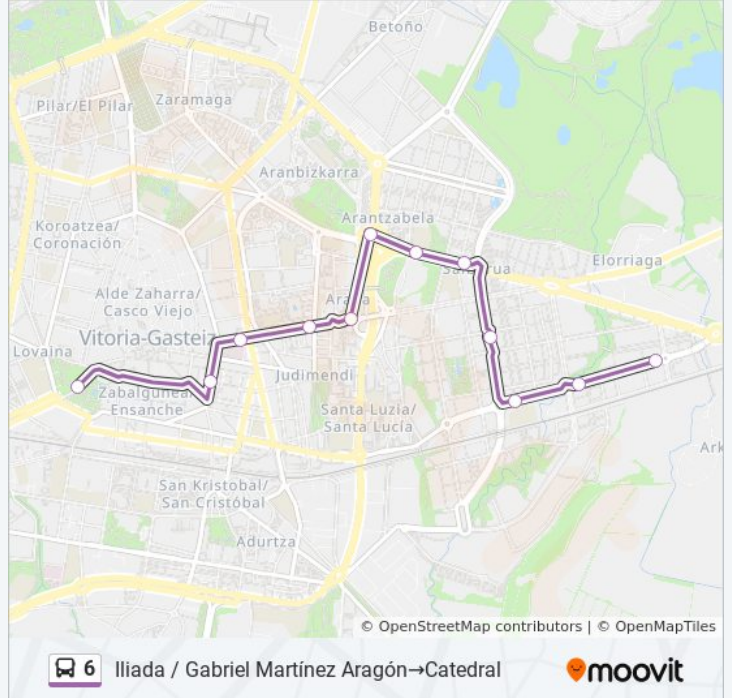 Betoño
Pilar/El Pilar
Zaramaga
Aranbizkarra
Arantzabela
Koroatzea/
Coronación
Elorriaga
Alde Zaharra/
Casco Viejo
Vitoria-Gasteiz
Lovaina
Judimendi
Zabalgunea/
Ensanche
Santa Luzia/
Santa Lucía
Ark
San Kristobal/
San Cristóbal
Adurtza
© OpenStreetMap contributors | © OpenMapTiles
6 Iliada / Gabriel Martínez Aragón→Catedral
moovit